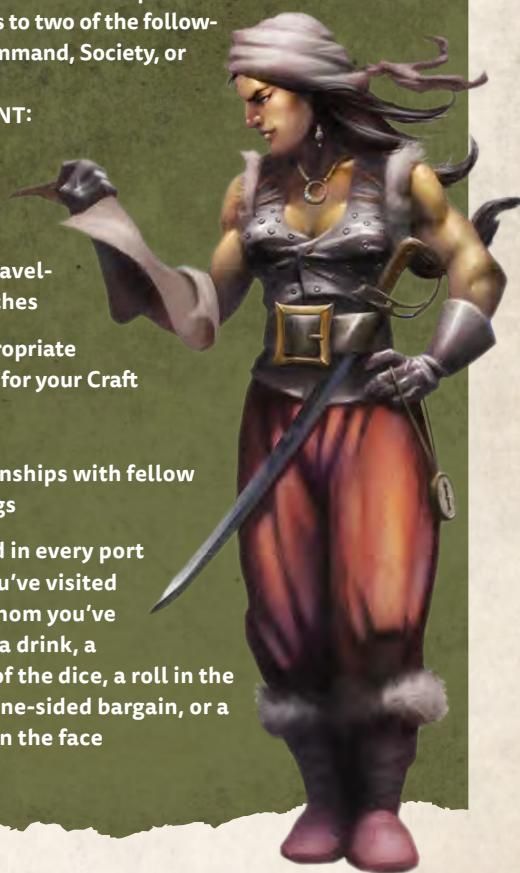 s to two of the follow-
mmand, Society, or
NT:
avel-
ches
ropriate
for your Craft
nships with fellow
gs
d in every port
u've visited
hom you've
a drink, a
of the dice, a roll in the
ne-sided bargain, or a
n the face